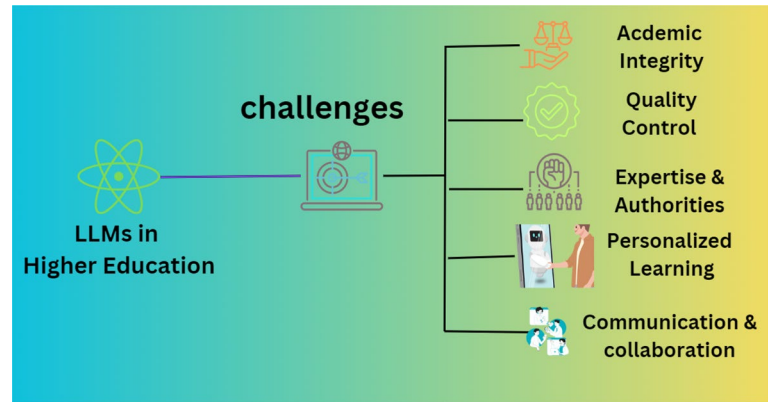 challenges
LLMs in
Higher Education
Acdemic
Integrity
Quality
Control
Expertise &
Authorities
Personalized
Learning
Communication &
collaboration